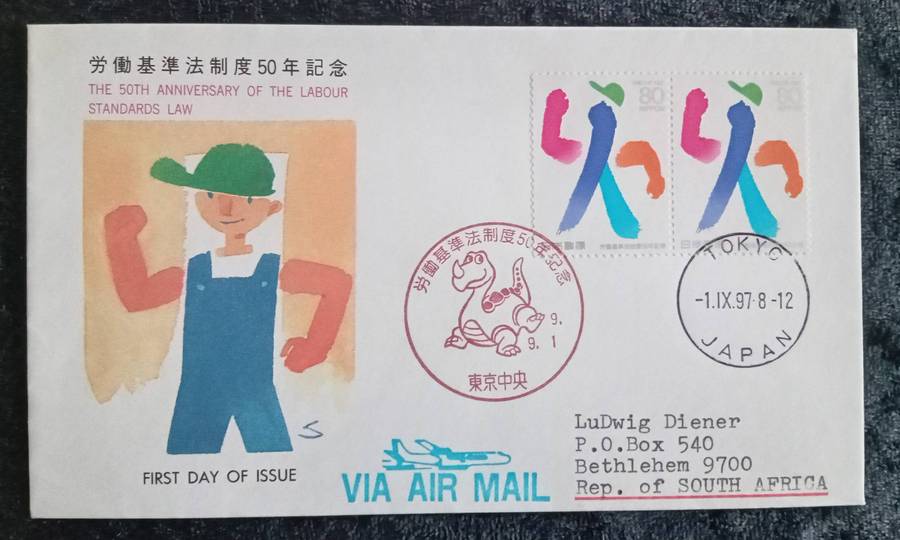 労働基準法制度50年記念
THE 50TH ANNIVERSARY OF THE LABOUR
STANDARDS LAW
80
80
労働基準法制度50年記念
9.
9. 1
東京中央
TOKYO
-1.IX.97·8-12
JAPAN
S
FIRST DAY OF ISSUE
VIA AIR MAIL
LuDwig Diener
P.O.Box 540
Bethlehem 9700
Rep. of SOUTH AFRICA